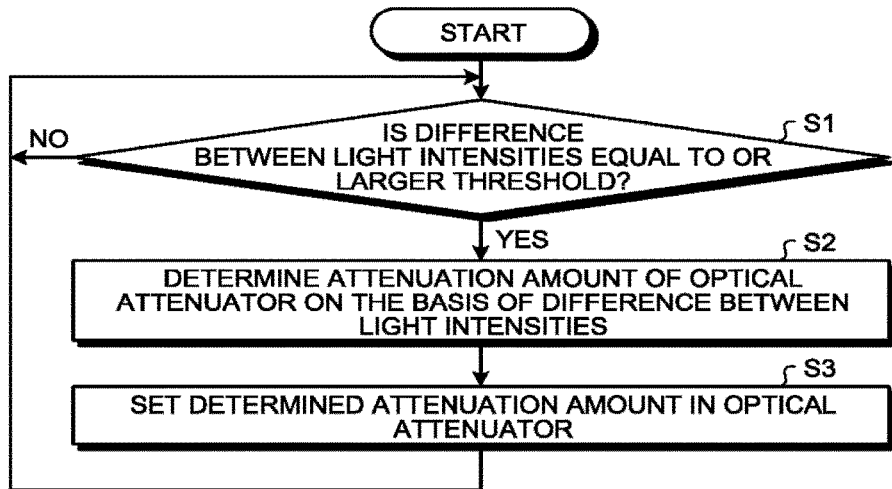 START
S1
IS DIFFERENCE
BETWEEN LIGHT INTENSITIES EQUAL TO OR
LARGER THRESHOLD?
NO
YES
S2
DETERMINE ATTENUATION AMOUNT OF OPTICAL
ATTENUATOR ON THE BASIS OF DIFFERENCE BETWEEN
LIGHT INTENSITIES
S3
SET DETERMINED ATTENUATION AMOUNT IN OPTICAL
ATTENUATOR